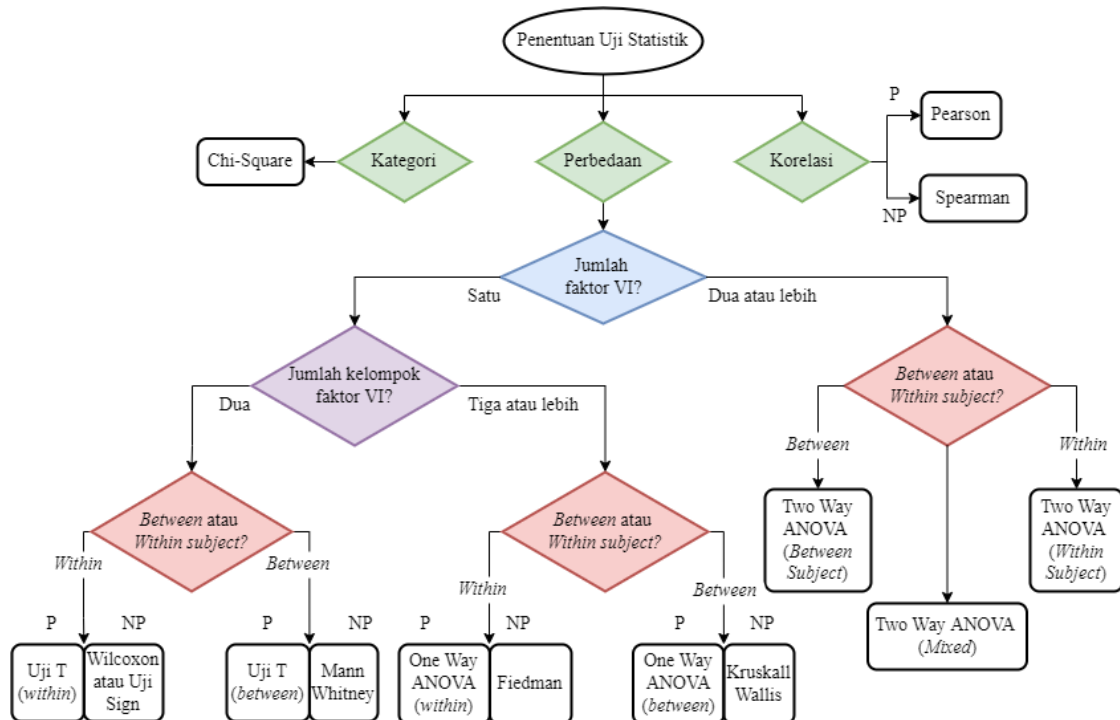 Penentuan Uji Statistik
P
Pearson
Chi-Square
Kategori
Perbedaan
Korelasi
NP
Spearman
Jumlah
faktor VI?
Satu
Dua atau lebih
Jumlah kelompok
faktor VI?
Dua
Tiga atau lebih
Between atau
Within subject?
Between
Within
Two Way
ANOVA
(Between
Subject)
Two Way
ANOVA
(Within
Subject)
Two Way ANOVA
(Mixed)
Between atau
Within subject?
Within
Between
P
NP
Uji T
(within)
Wilcoxon
atau Uji
Sign
P
NP
Uji T
(between)
Mann
Whitney
Between atau
Within subject?
Within
Between
P
NP
One Way
ANOVA
(within)
Fiedman
P
NP
One Way
ANOVA
(between)
Kruskall
Wallis